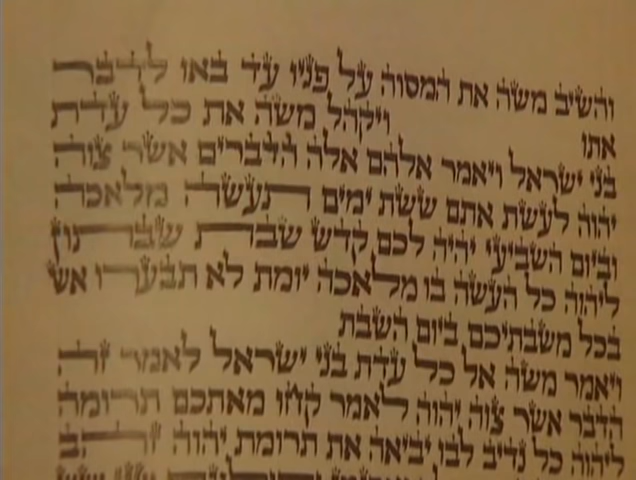 והשיב משה את המסוה על פניו עד באו לדבר
אתו ויקהל משה את כל עדת
בני ישראל ויאמר אלהם אלה הדברים אשר צוה
יהוה לעשת אתם ששת ימים תעשה מלאכה
וביום השביעי יהיה לכם קדש שבת שבתון
ליהוה כל העשה בו מלאכה יומת לא תבערו אש
בכל משבתיכם ביום השבת
ויאמר משה אל כל עדת בני ישראל לאמר זה
הדבר אשר צוה יהוה לאמר קחו מאתכם תרומה
ליהוה כל נדיב לבו יביאה את תרומת יהוה זהב